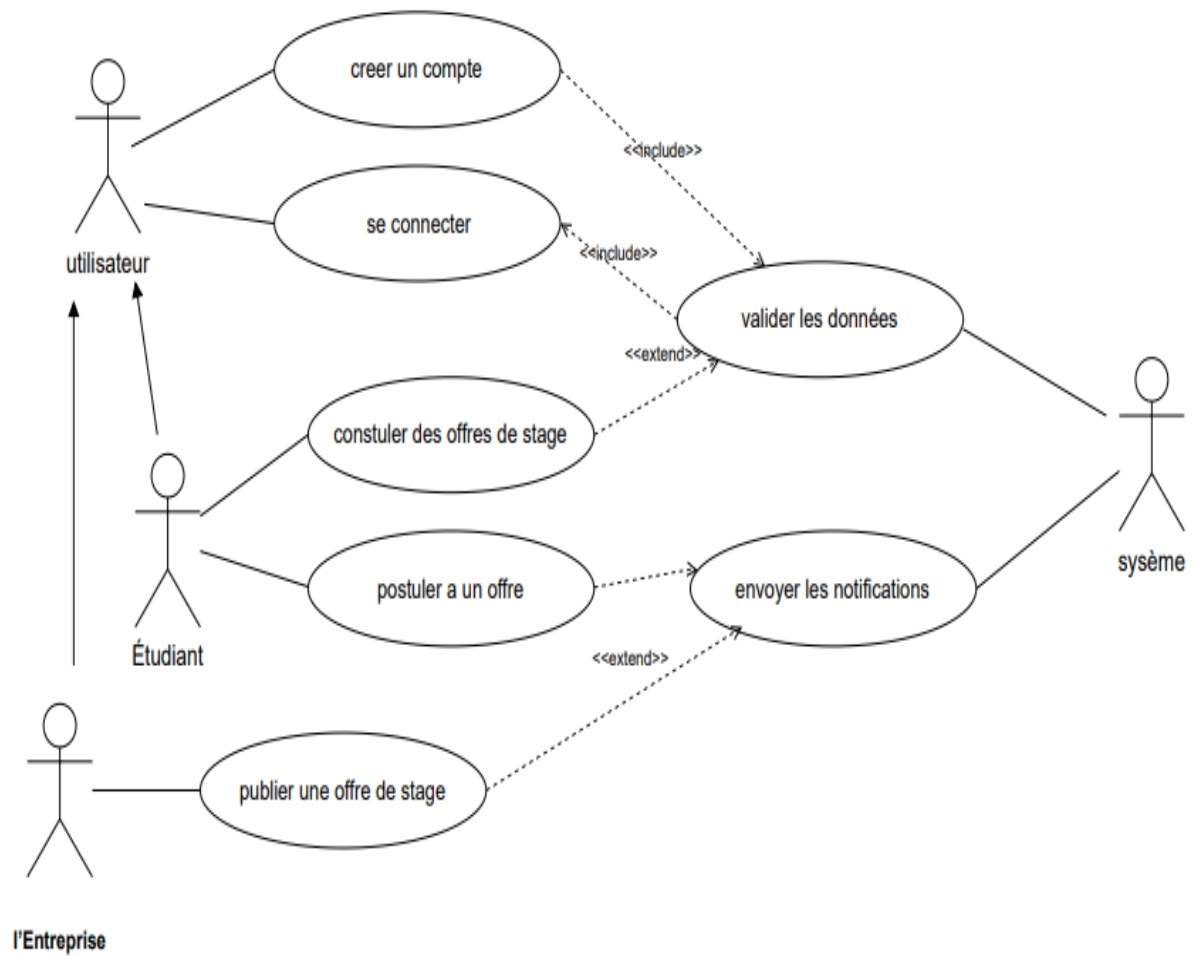 creer un compte
<<include>>
se connecter
<<include>>
utilisateur
valider les données
<<extend>>
constuler des offres de stage
sysème
postuler a un offre
envoyer les notifications
Étudiant
<<extend>>
publier une offre de stage
l'Entreprise